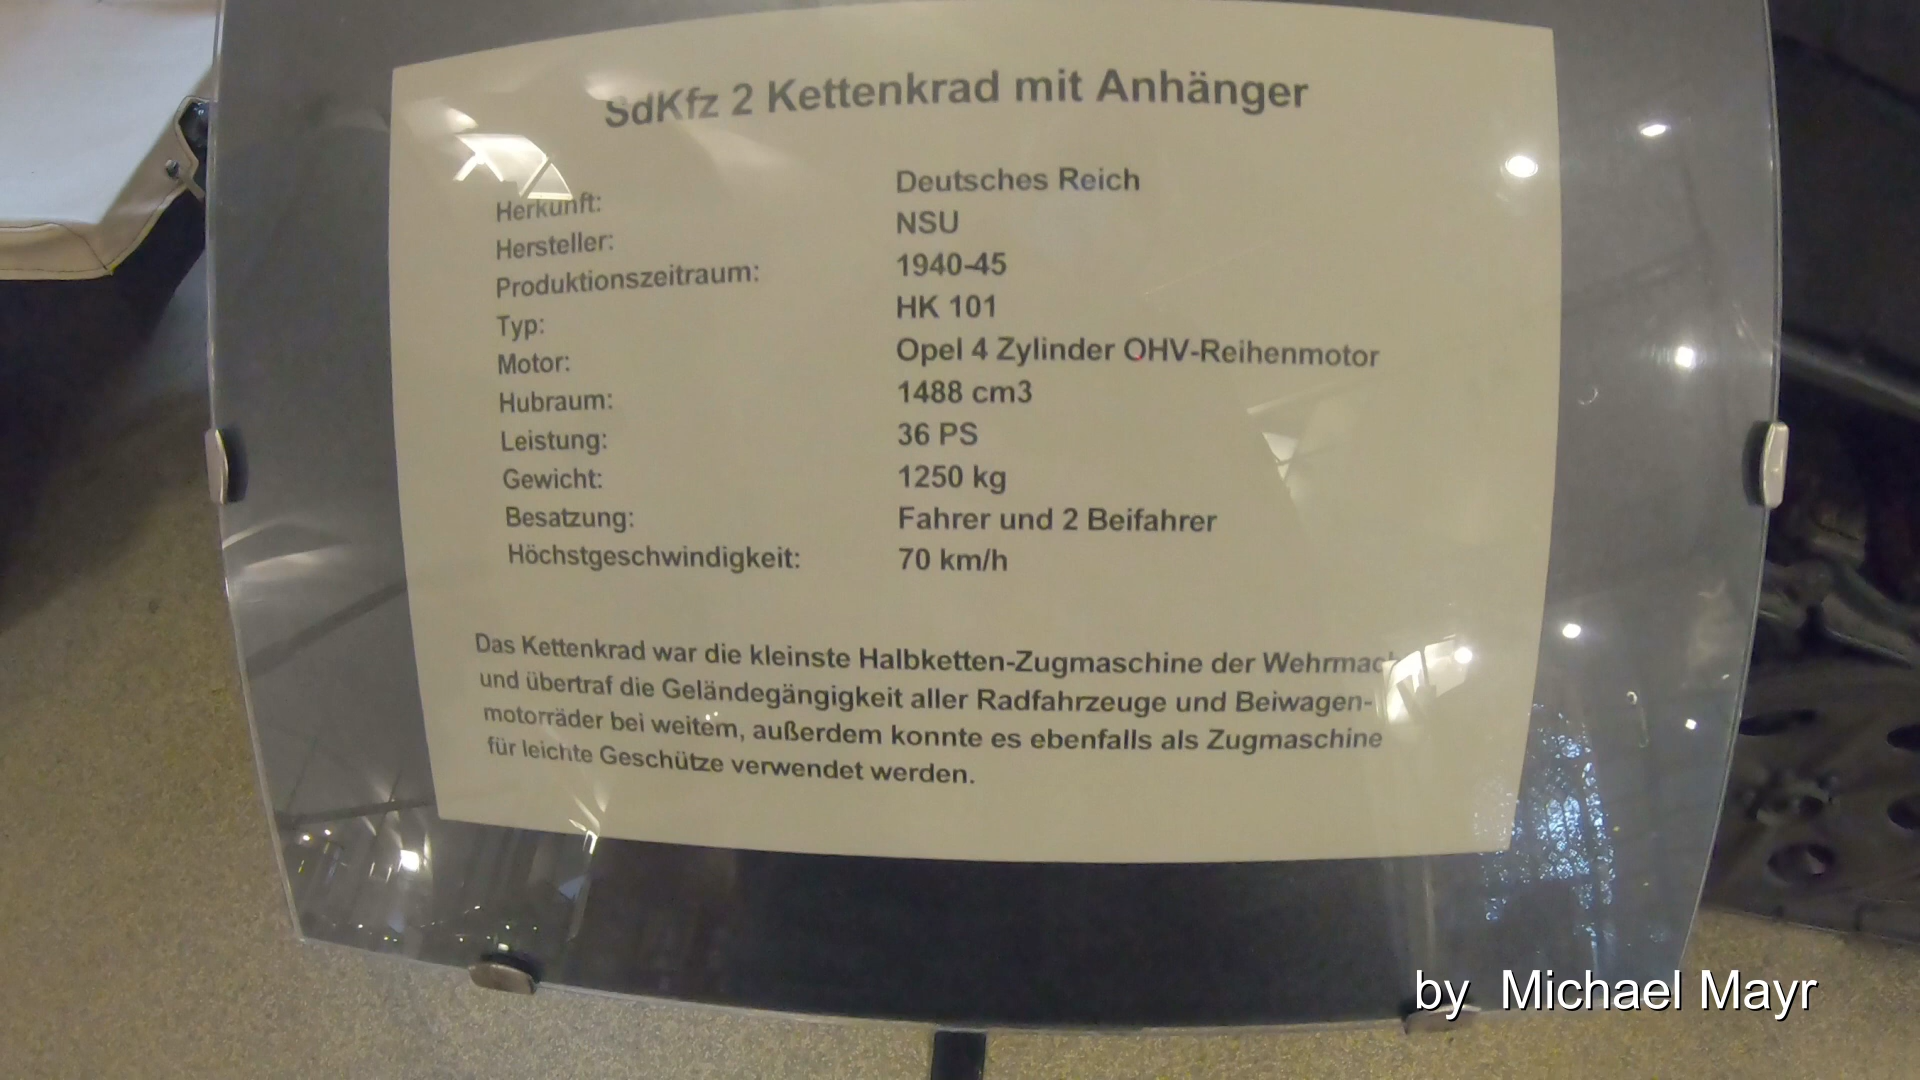 SdKfz 2 Kettenkrad mit Anhänger
Herkunft: Deutsches Reich
Hersteller: NSU
Produktionszeitraum: 1940-45
Typ: HK 101
Motor: Opel 4 Zylinder OHV-Reihenmotor
Hubraum: 1488 cm3
Leistung: 36 PS
Gewicht: 1250 kg
Besatzung: Fahrer und 2 Beifahrer
Höchstgeschwindigkeit: 70 km/h
Das Kettenkrad war die kleinste Halbketten-Zugmaschine der Wehrmacht
und übertraf die Geländegängigkeit aller Radfahrzeuge und Beiwagen-
motorräder bei weitem, außerdem konnte es ebenfalls als Zugmaschine
für leichte Geschütze verwendet werden.
by Michael Mayr